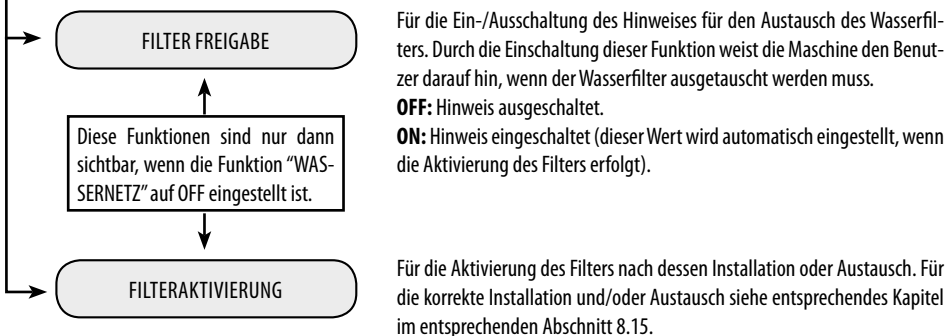 FILTER FREIGABE
Für die Ein-/Ausschaltung des Hinweises für den Austausch des Wasserfil-
ters. Durch die Einschaltung dieser Funktion weist die Maschine den Benut-
zer darauf hin, wenn der Wasserfilter ausgetauscht werden muss.
OFF: Hinweis ausgeschaltet.
ON: Hinweis eingeschaltet (dieser Wert wird automatisch eingestellt, wenn
die Aktivierung des Filters erfolgt).
Diese Funktionen sind nur dann
sichtbar, wenn die Funktion “WAS-
SERNETZ” auf OFF eingestellt ist.
FILTERAKTIVIERUNG
Für die Aktivierung des Filters nach dessen Installation oder Austausch. Für
die korrekte Installation und/oder Austausch siehe entsprechendes Kapitel
im entsprechenden Abschnitt 8.15.